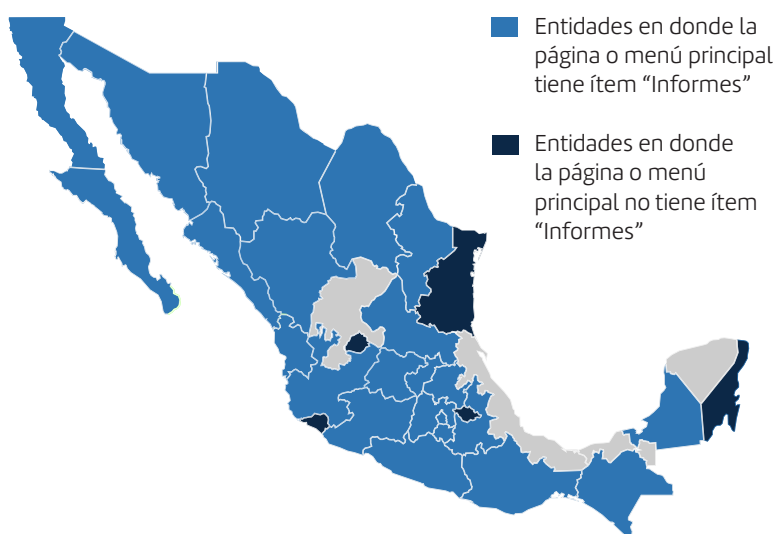 Entidades en donde la
página o menú principal
tiene ítem “Informes”
Entidades en donde
la página o menú
principal no tiene ítem
“Informes”